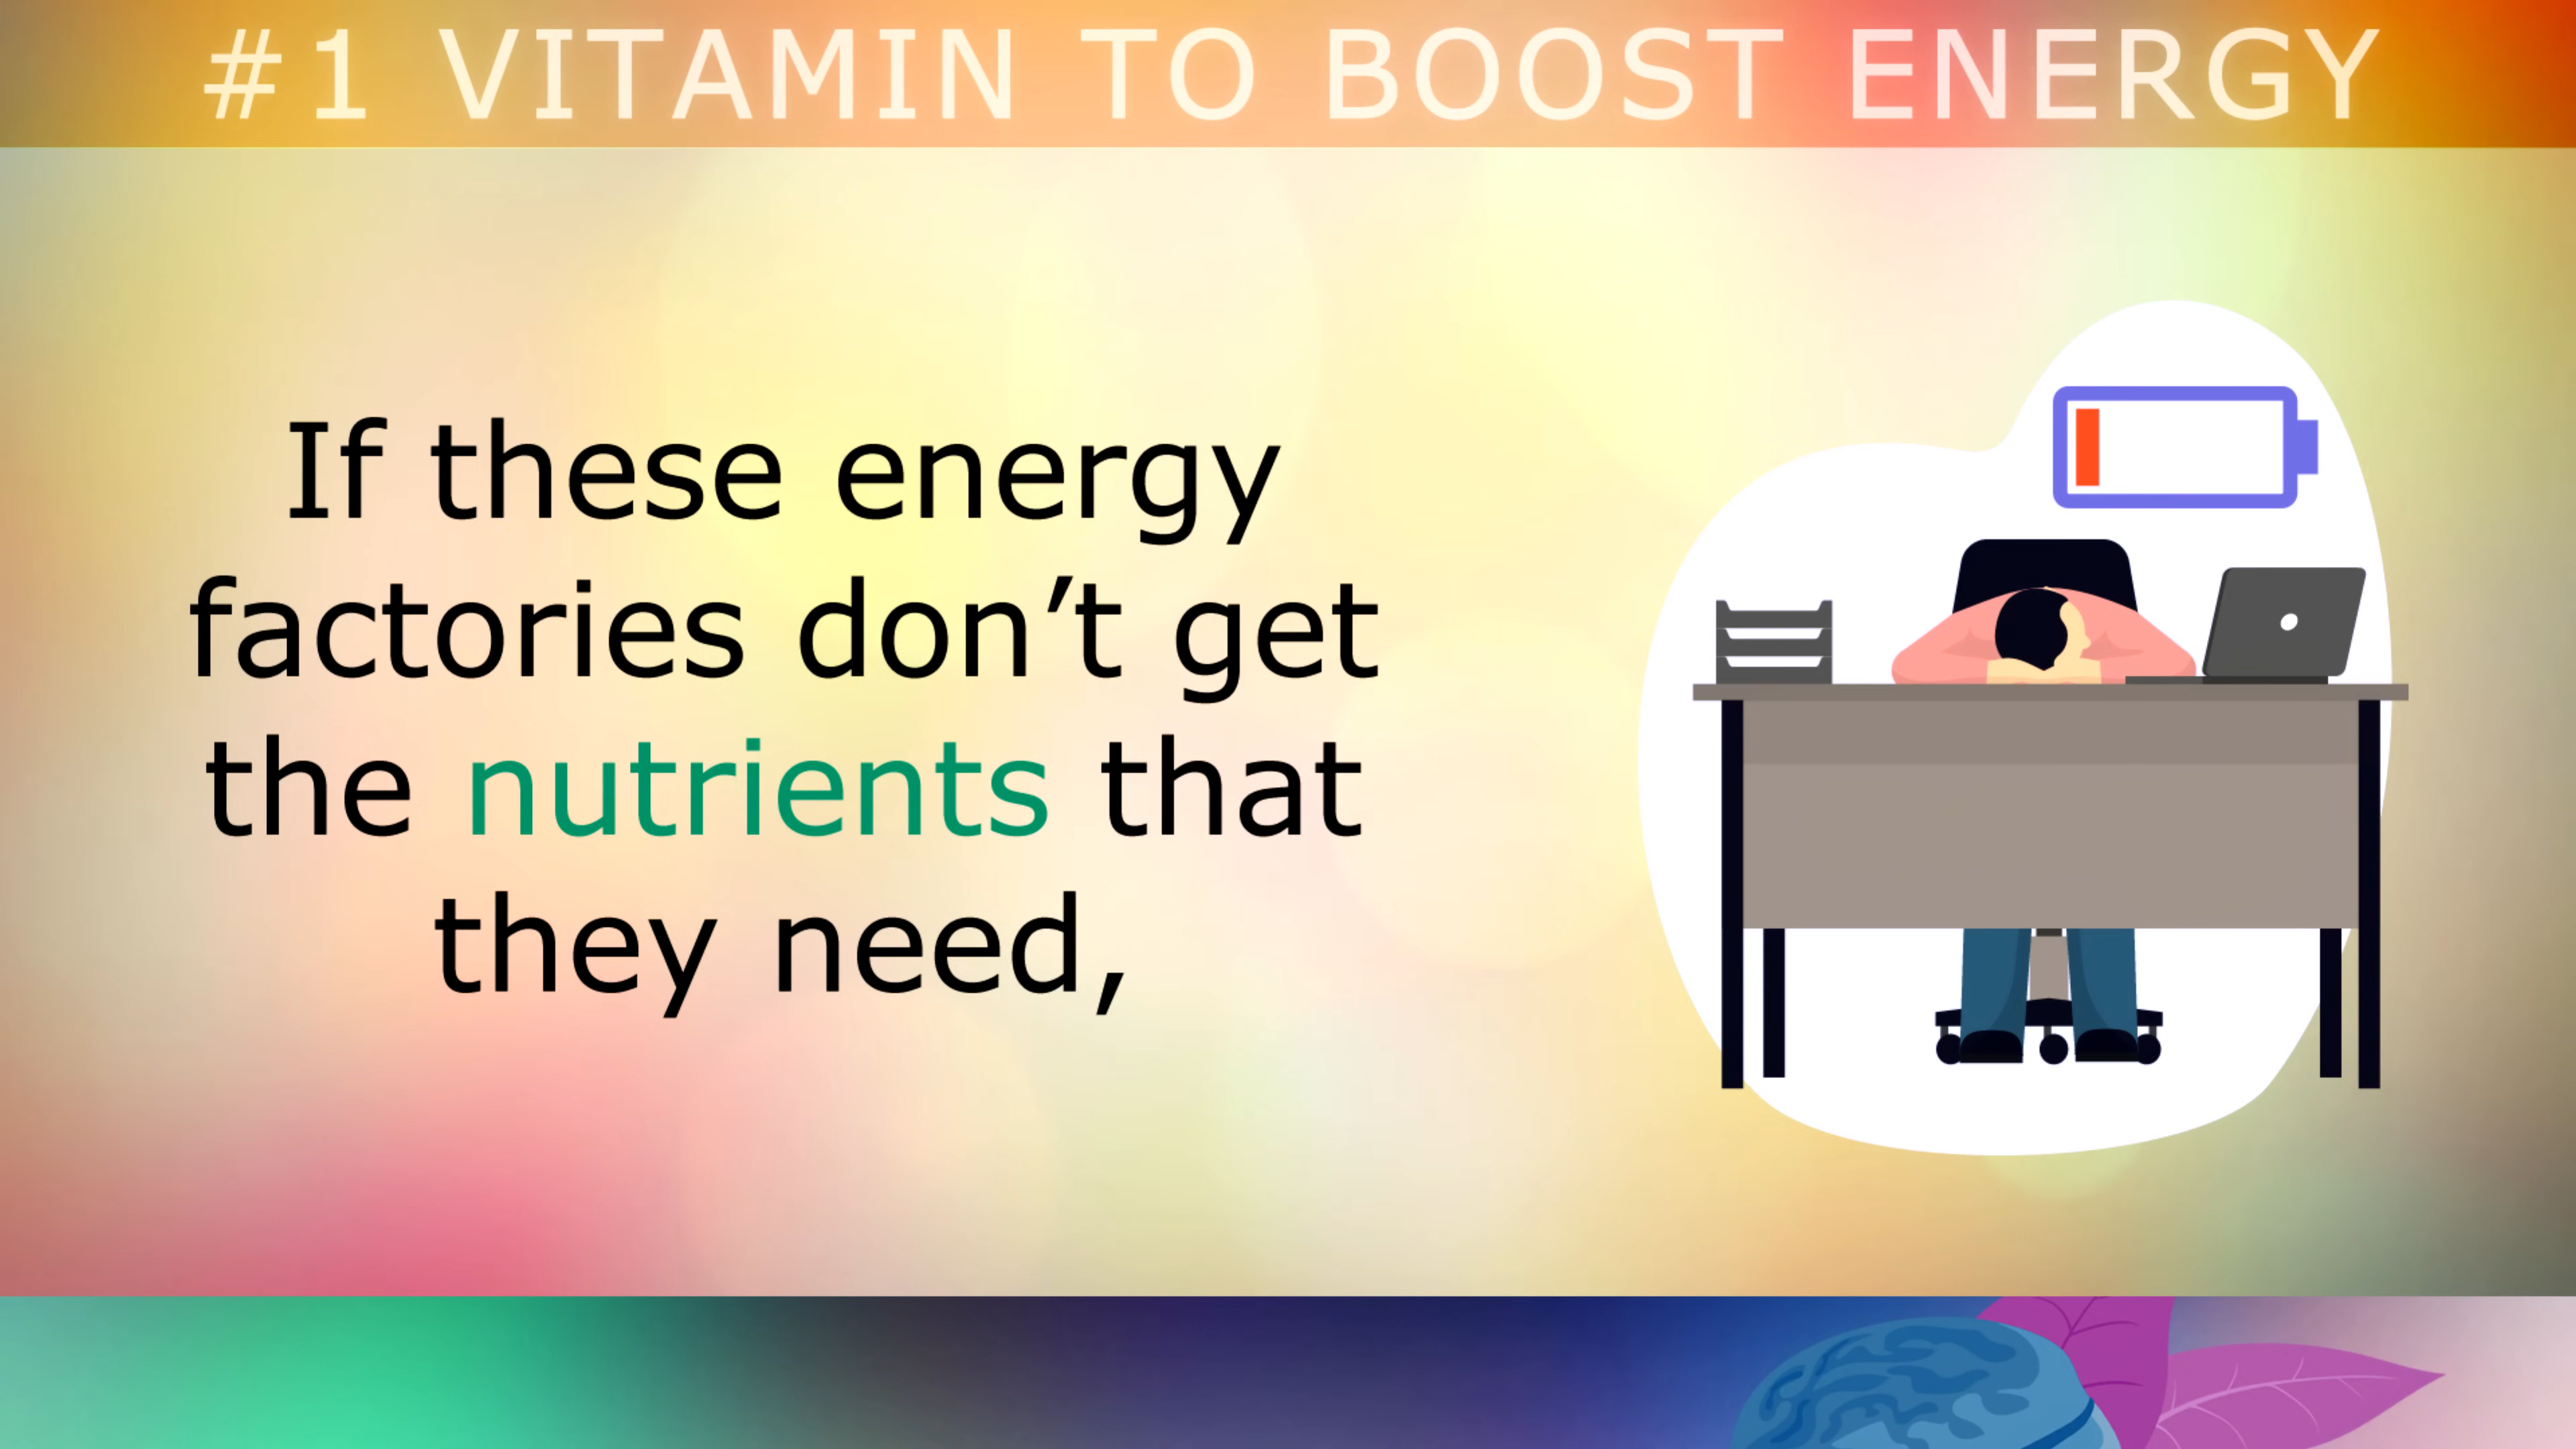 #1 VITAMIN TO BOOST ENERGY
If these energy
factories don’t get
the nutrients that
they need,